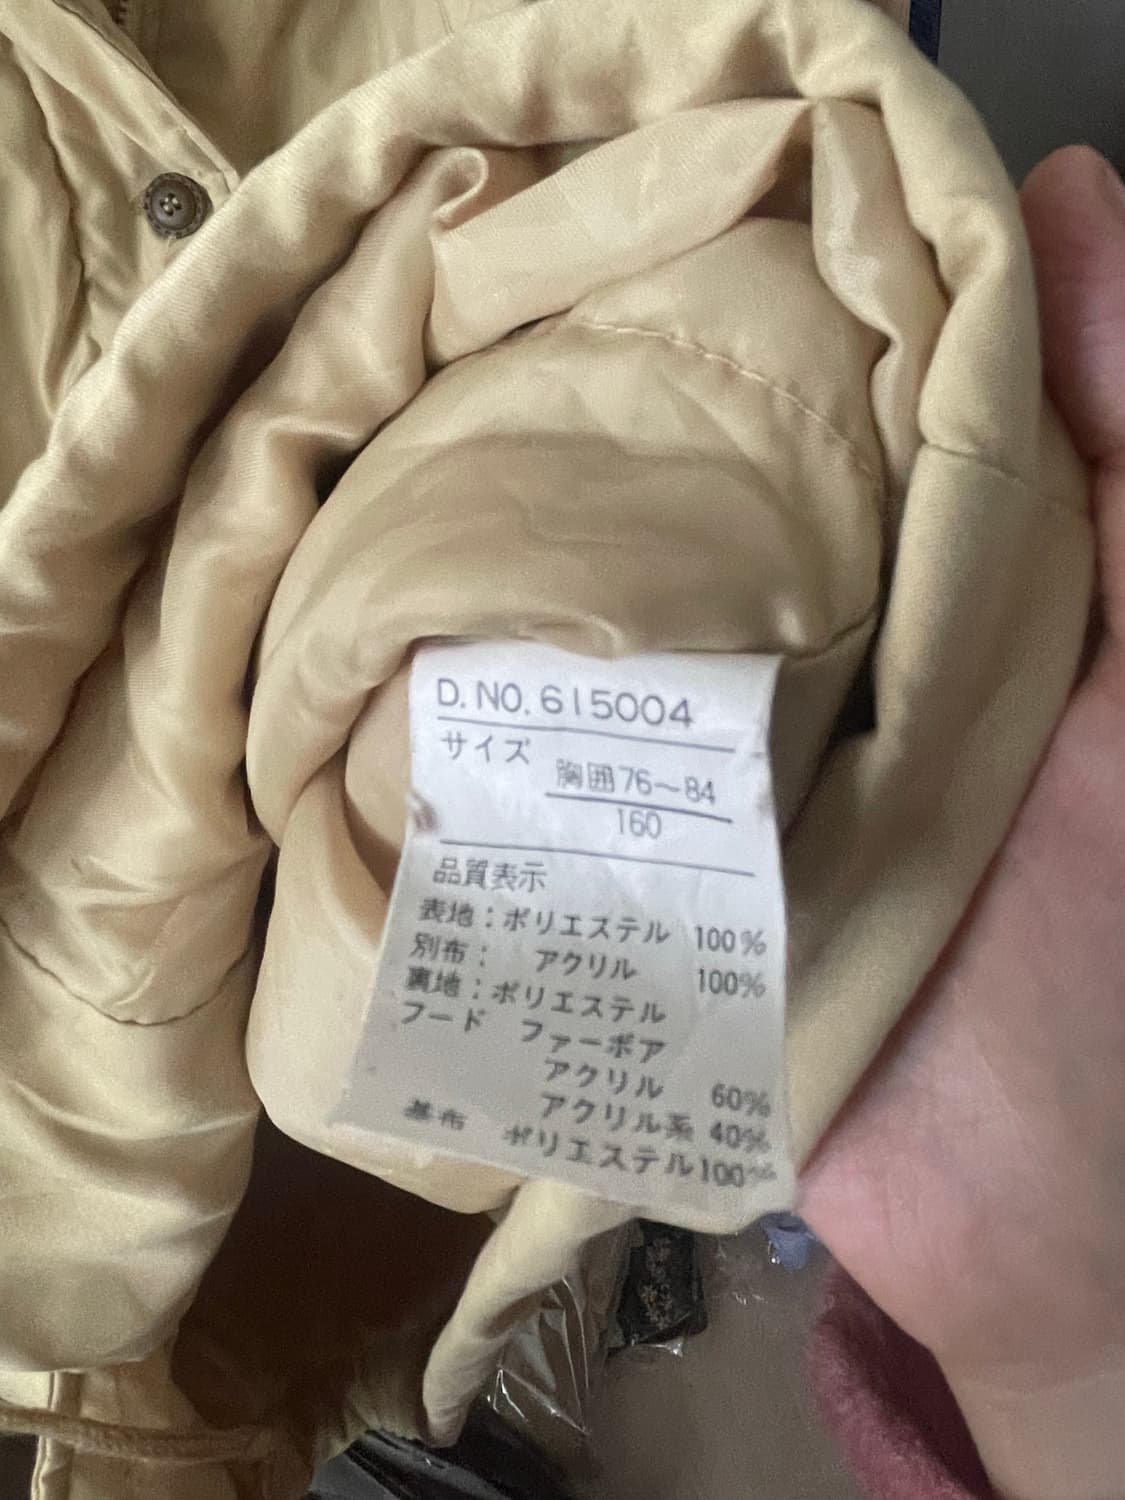 D.NO.615004
サイズ
胸囲76～84
160
品質表示
表地：ポリエステル 100%
別布： アクリル 100%
裏地：ポリエステル
フード ファーボア
アクリル 60%
アクリル系 40%
基布 ポリエステル100%